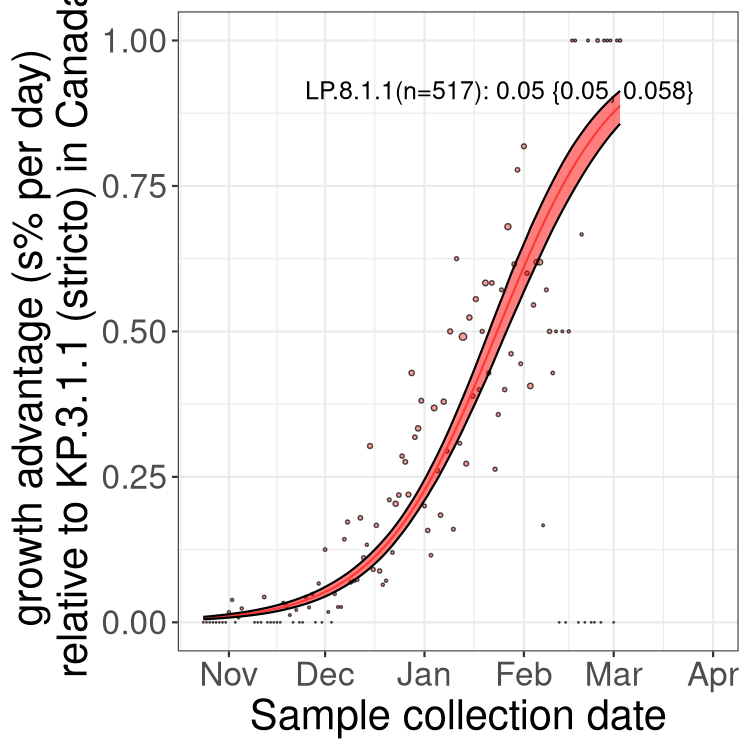 growth advantage (s% per day)
relative to KP.3.1.1 (stricto) in Canada
1.00
0.75
0.50
0.25
0.00
LP.8.1.1(n=517): 0.05 {0.05, 0.058}
Nov Dec Jan Feb Mar Apr
Sample collection date